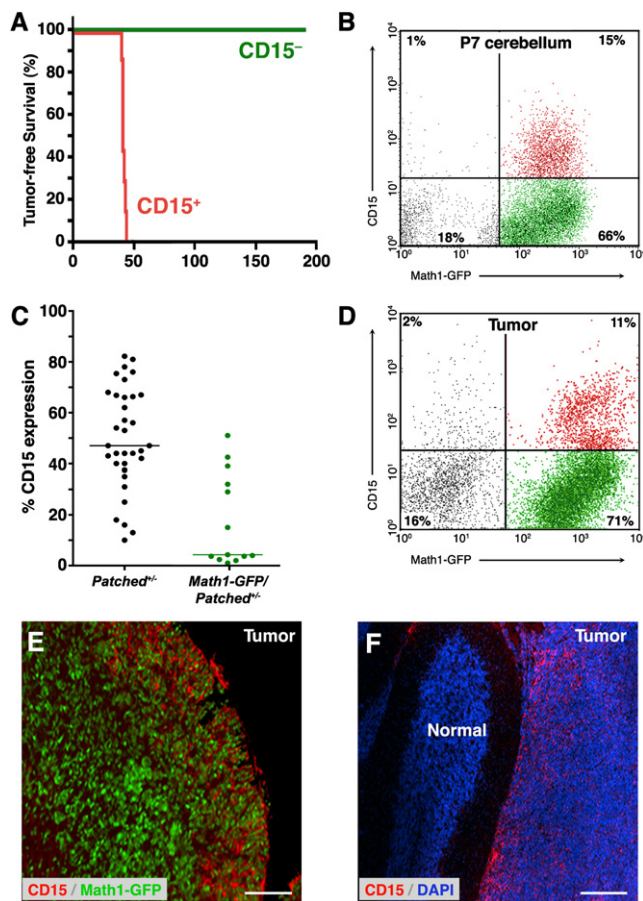 A
Tumor-free Survival (%)
100
80
60
40
20
0
0
50
100
150
200
CD15⁻
CD15⁺
B
P7 cerebellum
1%
15%
18%
66%
CD15
10⁰
10¹
10²
10³
10⁴
10⁰
10¹
10²
10³
10
Math1-GFP
C
% CD15 expression
100
80
60
40
20
0
Patched⁺/⁻
Math1-GFP/
Patched⁺/⁻
D
Tumor
2%
11%
16%
71%
CD15
10⁰
10¹
10²
10³
10⁴
10⁰
10¹
10²
10³
10
Math1-GFP
E
Tumor
CD15 / Math1-GFP
F
Tumor
Normal
CD15 / DAPI